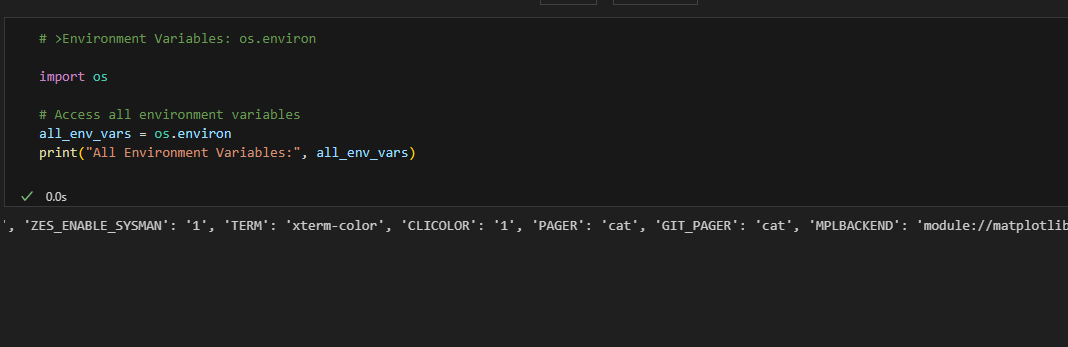 # >Environment Variables: os.environ
import os
# Access all environment variables
all_env_vars = os.environ
print("All Environment Variables:", all_env_vars)
0.0s
', 'ZES_ENABLE_SYSMAN': '1', 'TERM': 'xterm-color', 'CLICOLOR': '1', 'PAGER': 'cat', 'GIT_PAGER': 'cat', 'MPLBACKEND': 'module://matplotlib